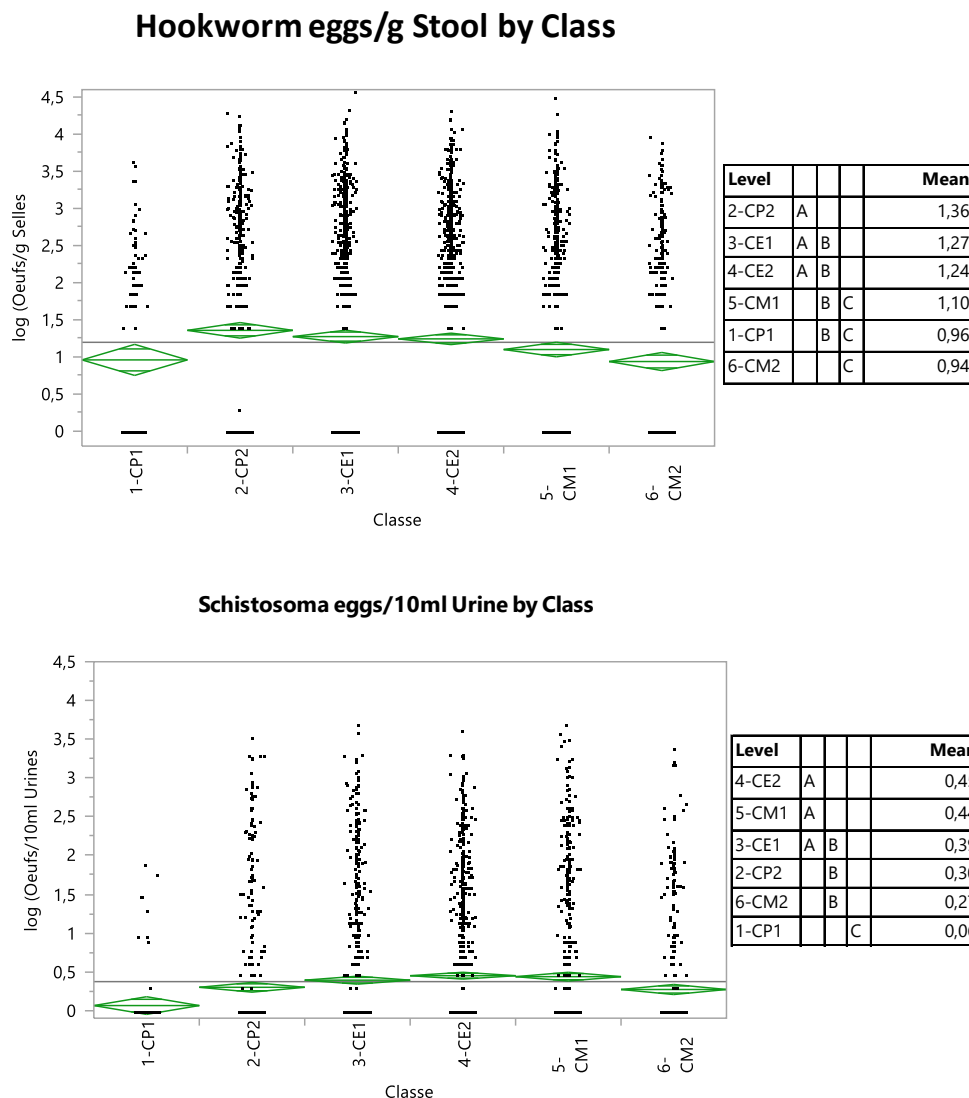 Hookworm eggs/g Stool by Class
log (Oeufs/g Selles
4,5
4
3,5
3
2,5
2
1,5
1
0,5
0
1-CP1
2-CP2
3-CE1
4-CE2
5-
CM1
6-
CM2
Classe
Level Mean
2-CP2 A 1,36
3-CE1 A B 1,27
4-CE2 A B 1,24
5-CM1 B C 1,10
1-CP1 B C 0,96
6-CM2 C 0,94
Schistosoma eggs/10ml Urine by Class
log (Oeufs/10ml Urines
4,5
4
3,5
3
2,5
2
1,5
1
0,5
0
1-CP1
2-CP2
3-CE1
4-CE2
5-
CM1
6-
CM2
Classe
Level
4-CE2 A
5-CM1 A
3-CE1 A B
2-CP2 B
6-CM2 B
1-CP1 C